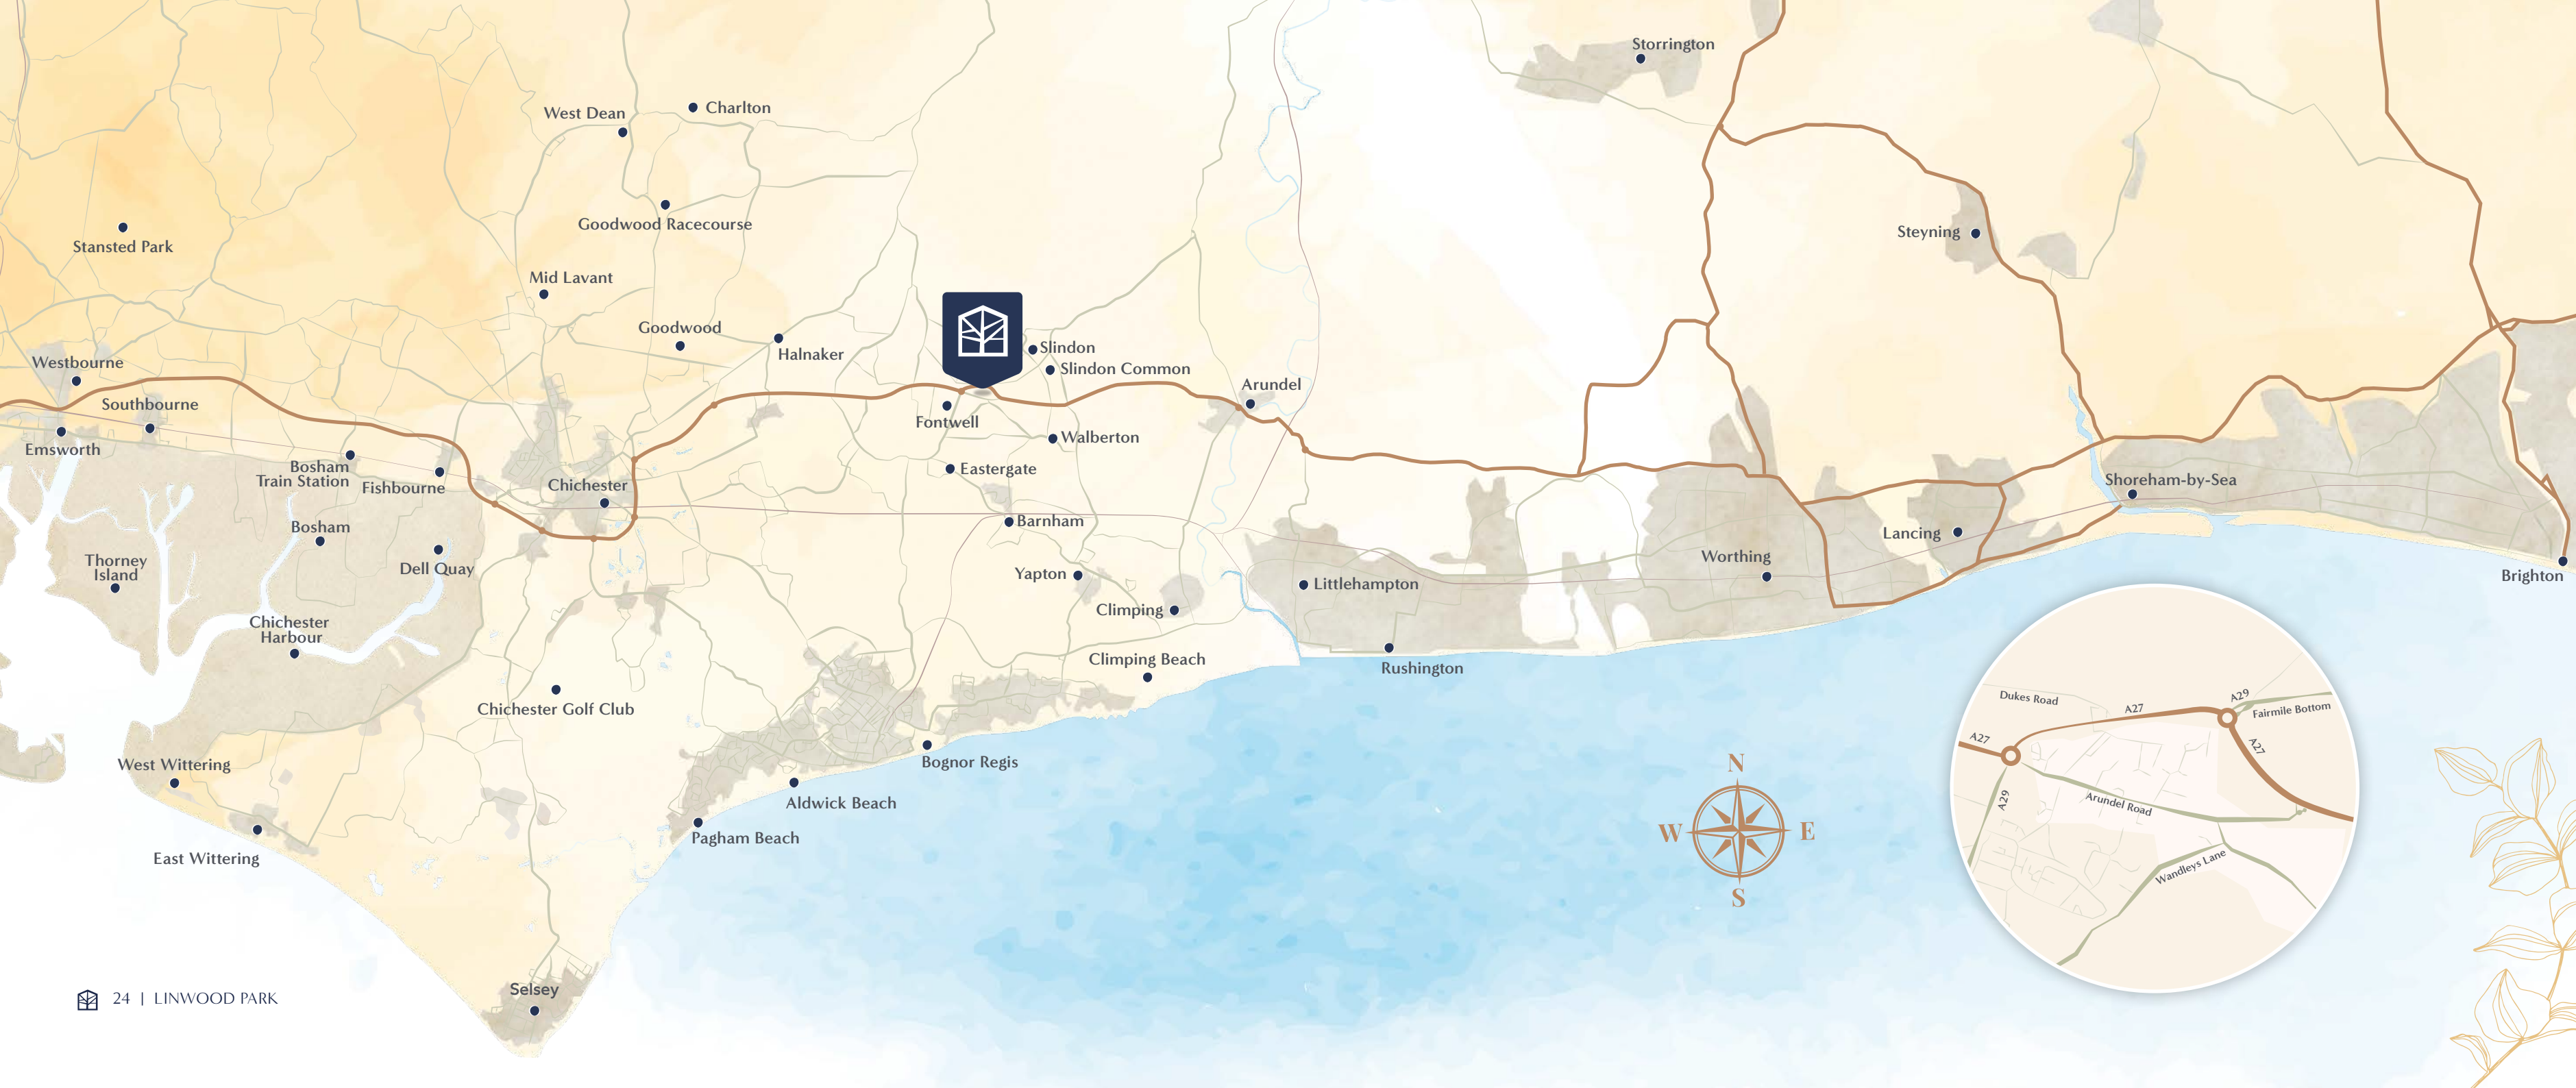 Storrington
West Dean
Charlton
Goodwood Racecourse
Stansted Park
Steyning
Mid Lavant
Goodwood
Halnaker
Slindon
Slindon Common
Westbourne
Southbourne
Emsworth
Arundel
Fontwell
Walberton
Eastergate
Bosham
Train Station
Fishbourne
Chichester
Barnham
Shoreham-by-Sea
Bosham
Dell Quay
Thorney
Island
Lancing
Worthing
Brighton
Yapton
Littlehampton
Climping
Chichester
Harbour
Climping Beach
Rushington
Chichester Golf Club
West Wittering
Bognor Regis
Aldwick Beach
Pagham Beach
East Wittering
Selsey
N
W
E
S
Dukes Road
A27
A29
Fairmile Bottom
A27
A27
A29
Arundel Road
Wandleys Lane
24 | LINWOOD PARK